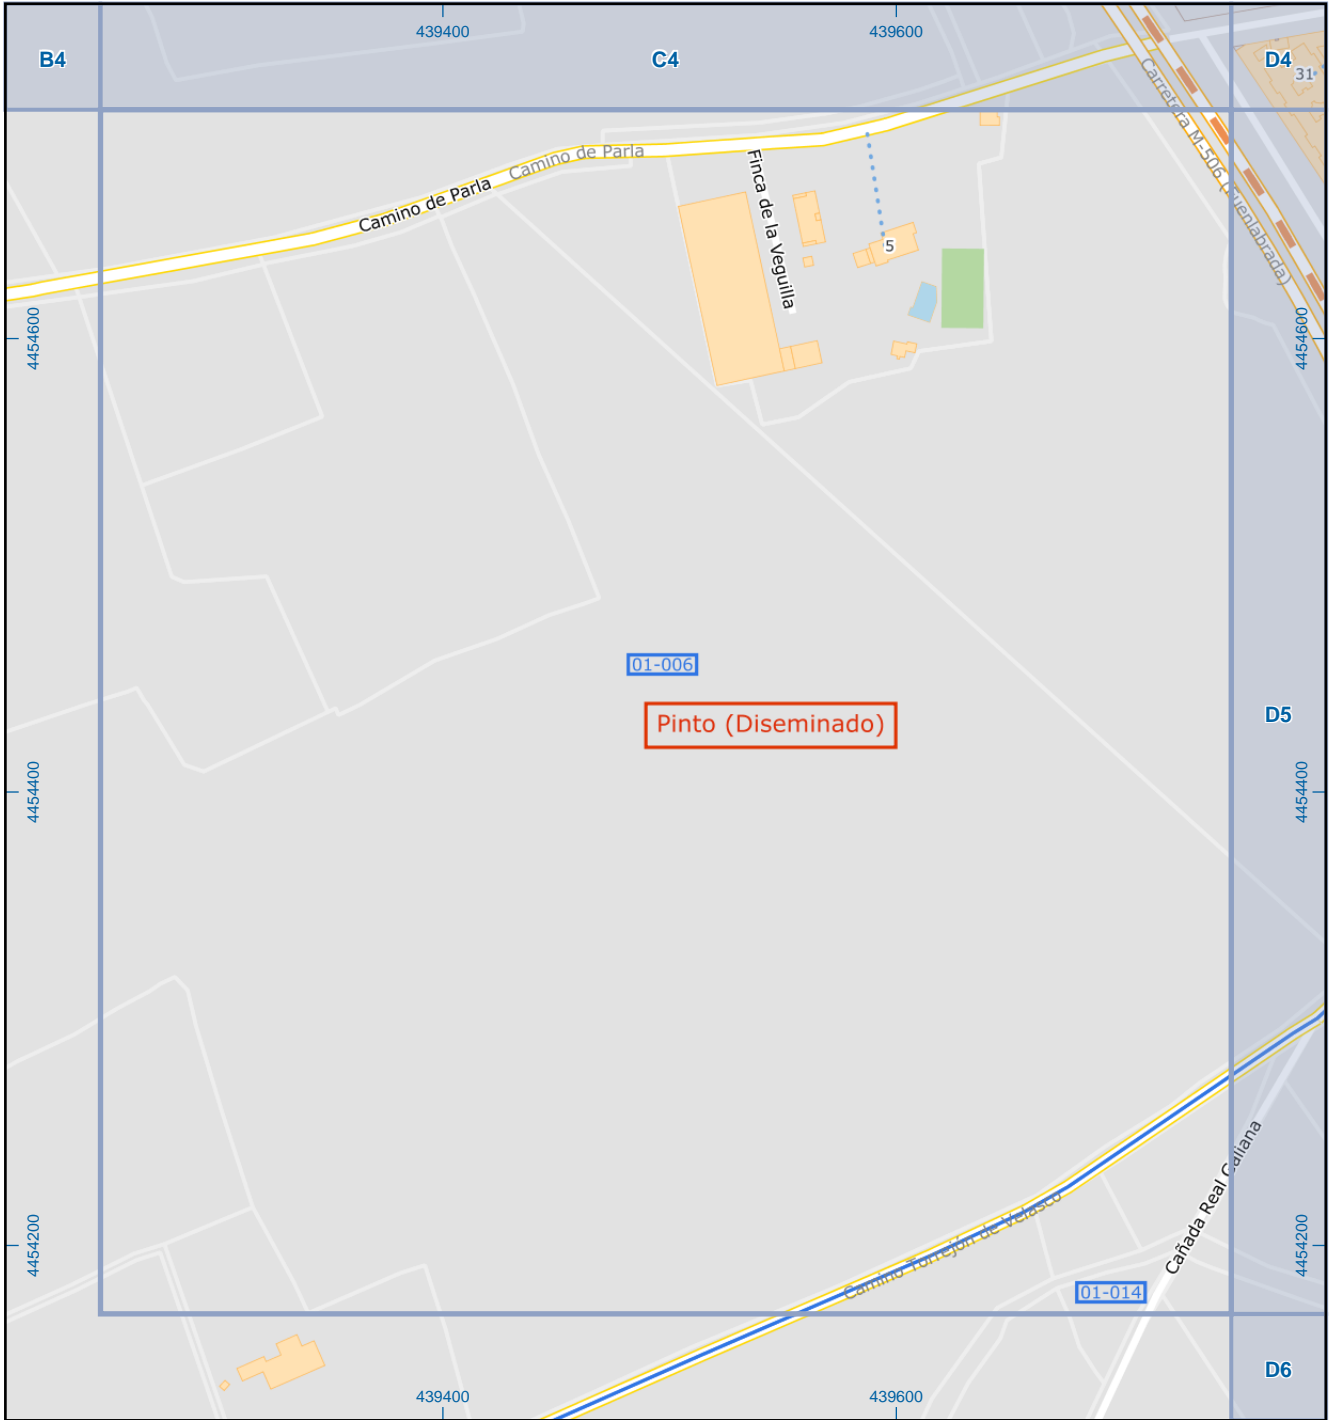 439400
439600
B4
C4
D4
31
Carretera M-506 (Fuenlabrada)
Camino de Parla
Camino de Parla
Finca de la Veguilla
5
4454600
4454600
01-006
Pinto (Diseminado)
D5
4454400
4454400
Cañada Real Galiana
Camino Torrejón de Velasco
4454200
4454200
01-014
D6
439400
439600